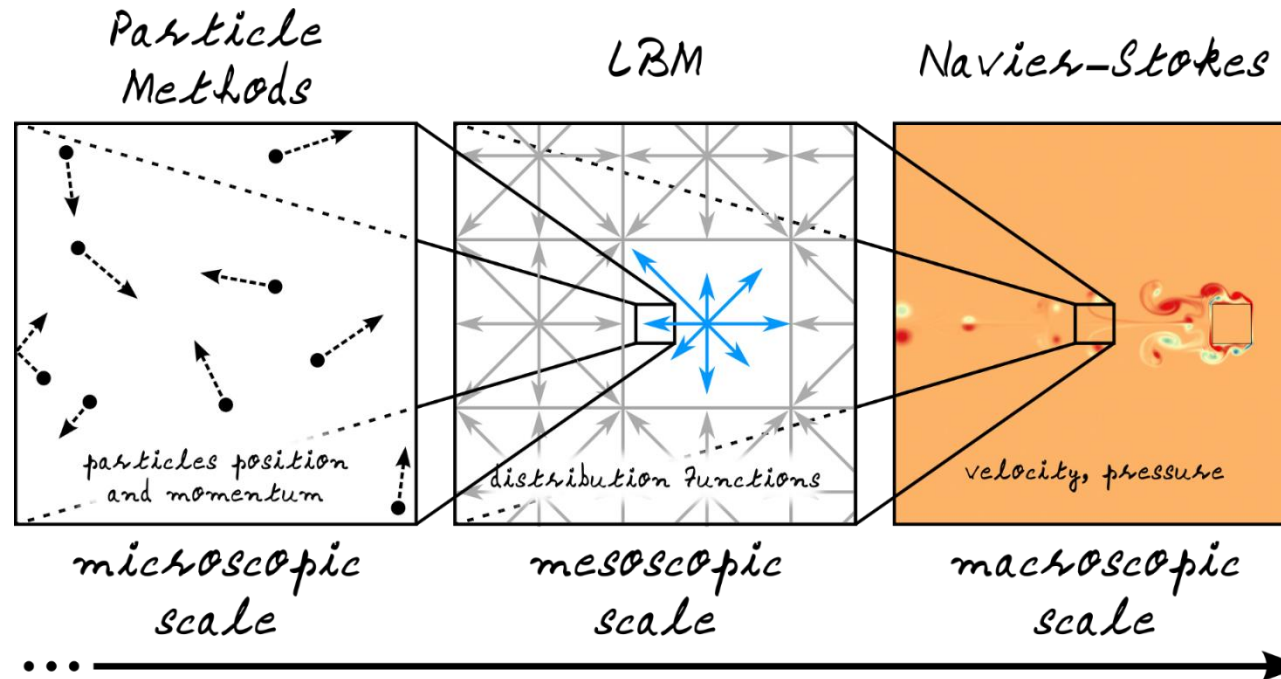 Particle
Methods
LBM
Navier-Stokes
particles position
and momentum
distribution functions
velocity, pressure
microscopic
scale
mesoscopic
scale
macroscopic
scale